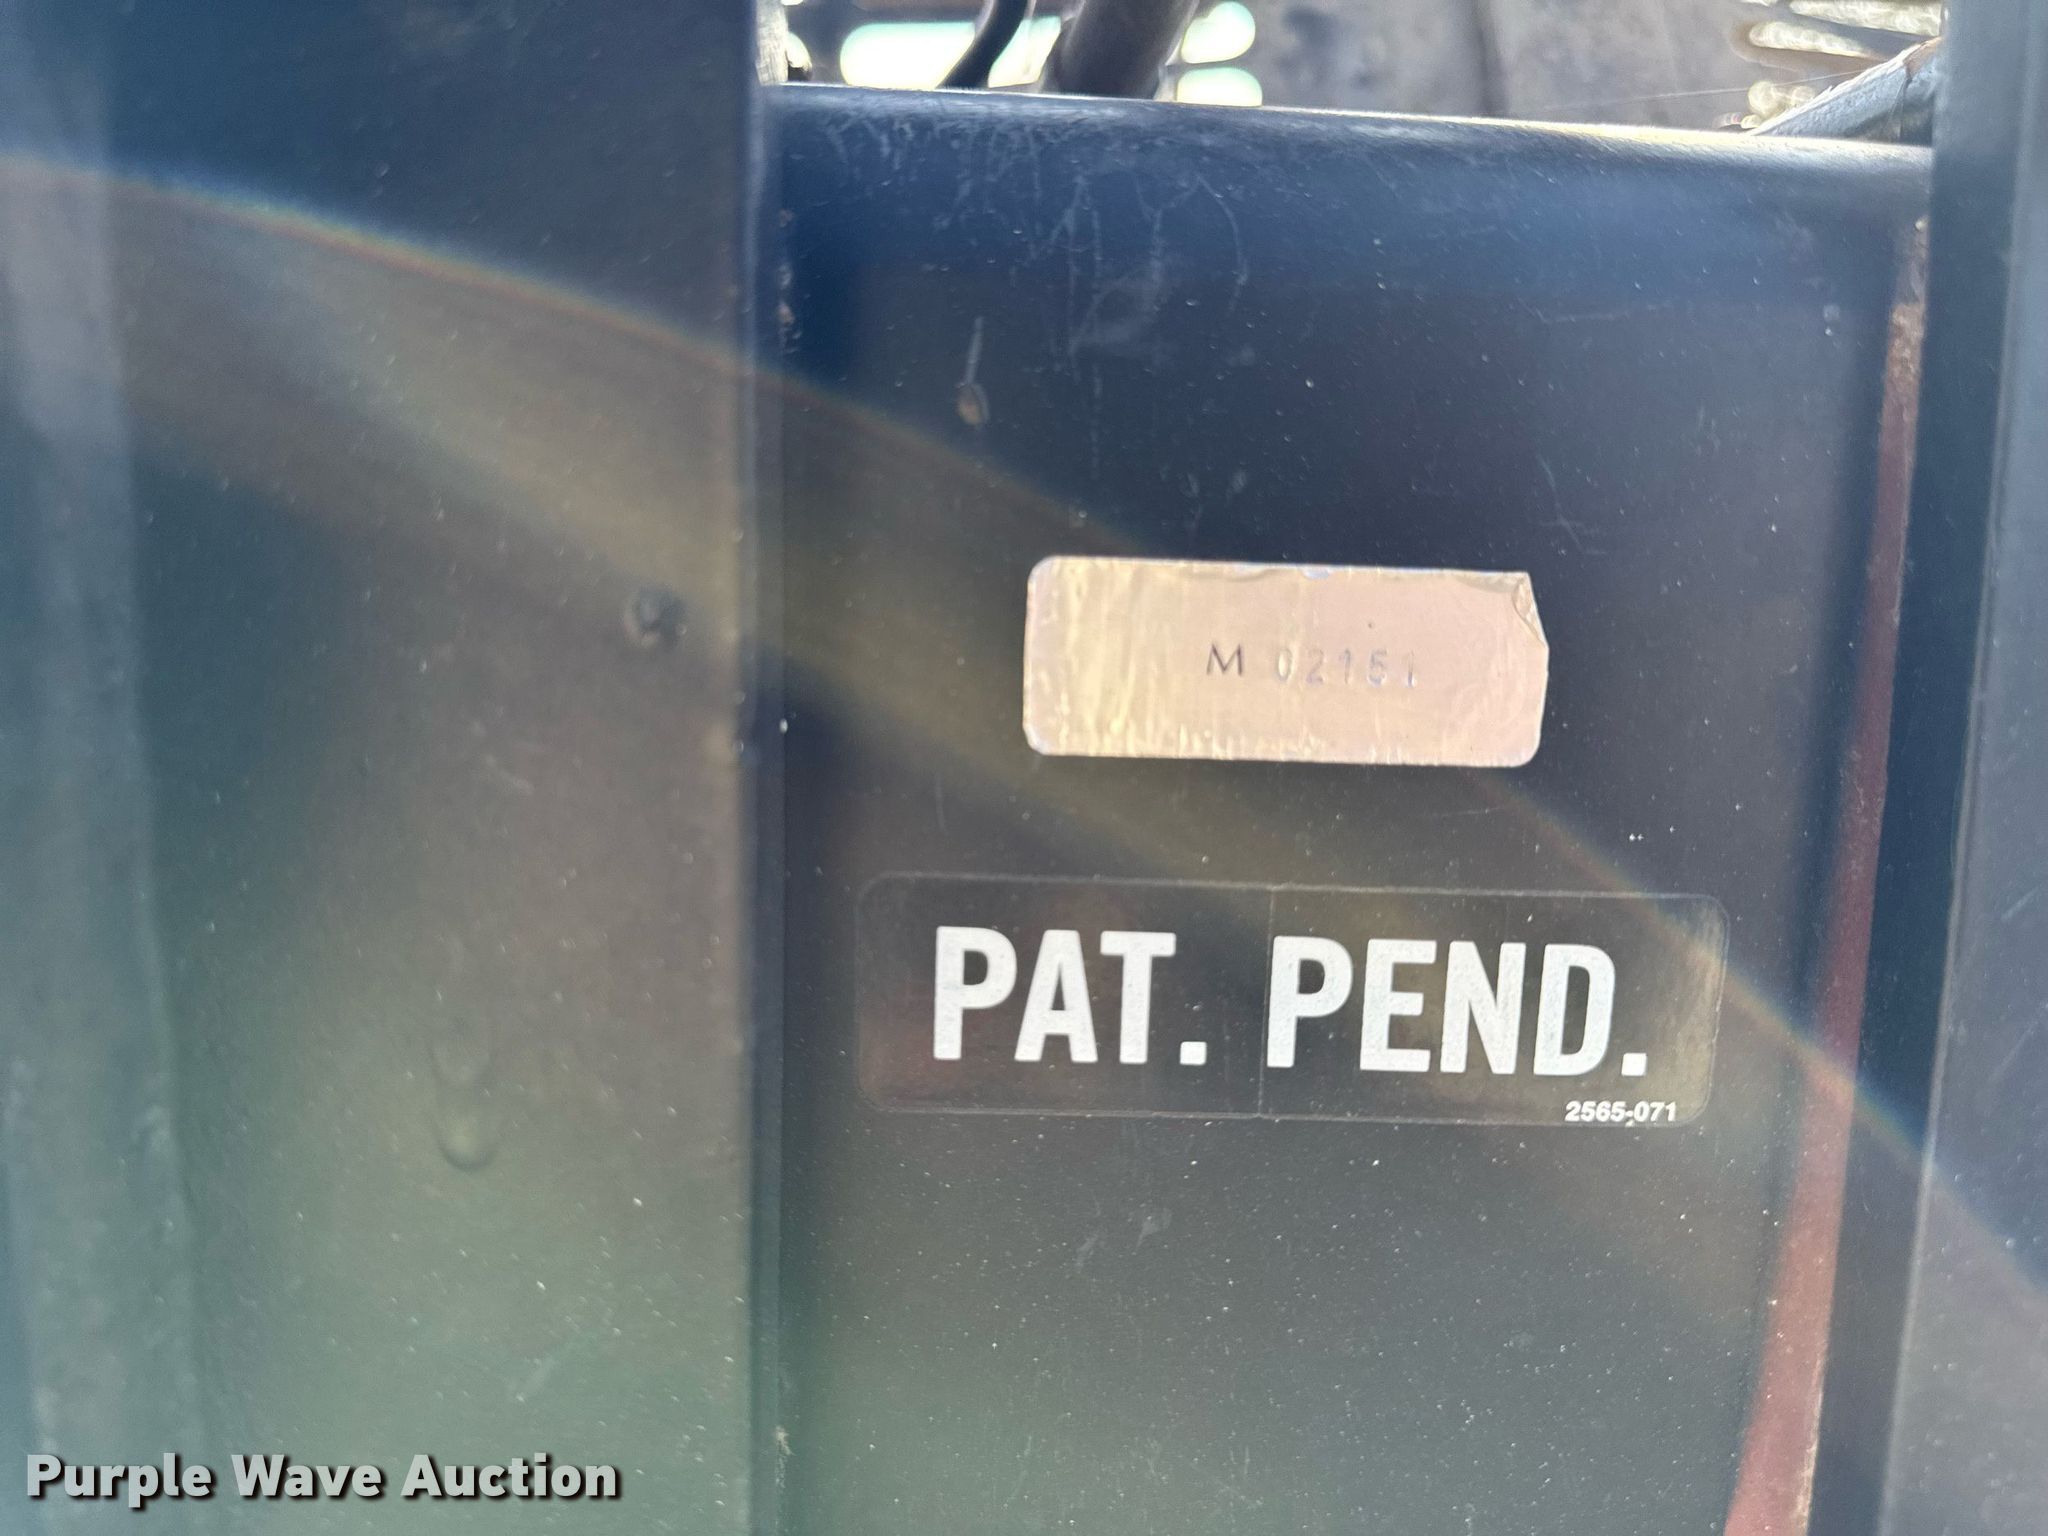 M 02151
PAT. PEND.
2565-071
Purple Wave Auction